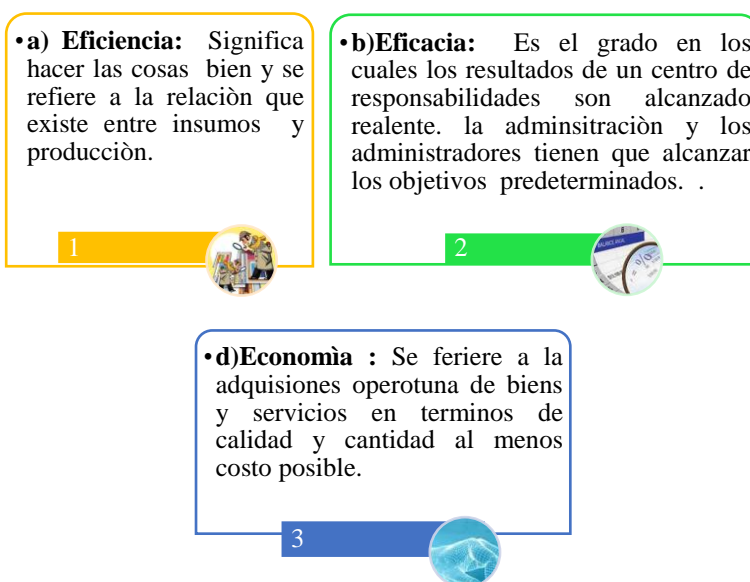 •a) Eficiencia: Significa
hacer las cosas bien y se
refiere a la relaciòn que
existe entre insumos y
producciòn.
1
•b)Eficacia: Es el grado en los
cuales los resultados de un centro de
responsabilidades son alcanzado
realente. la adminsitraciòn y los
administradores tienen que alcanzar
los objetivos predeterminados. .
2
•d)Economìa : Se feriere a la
adquisiones operotuna de biens
y servicios en terminos de
calidad y cantidad al menos
costo posible.
3